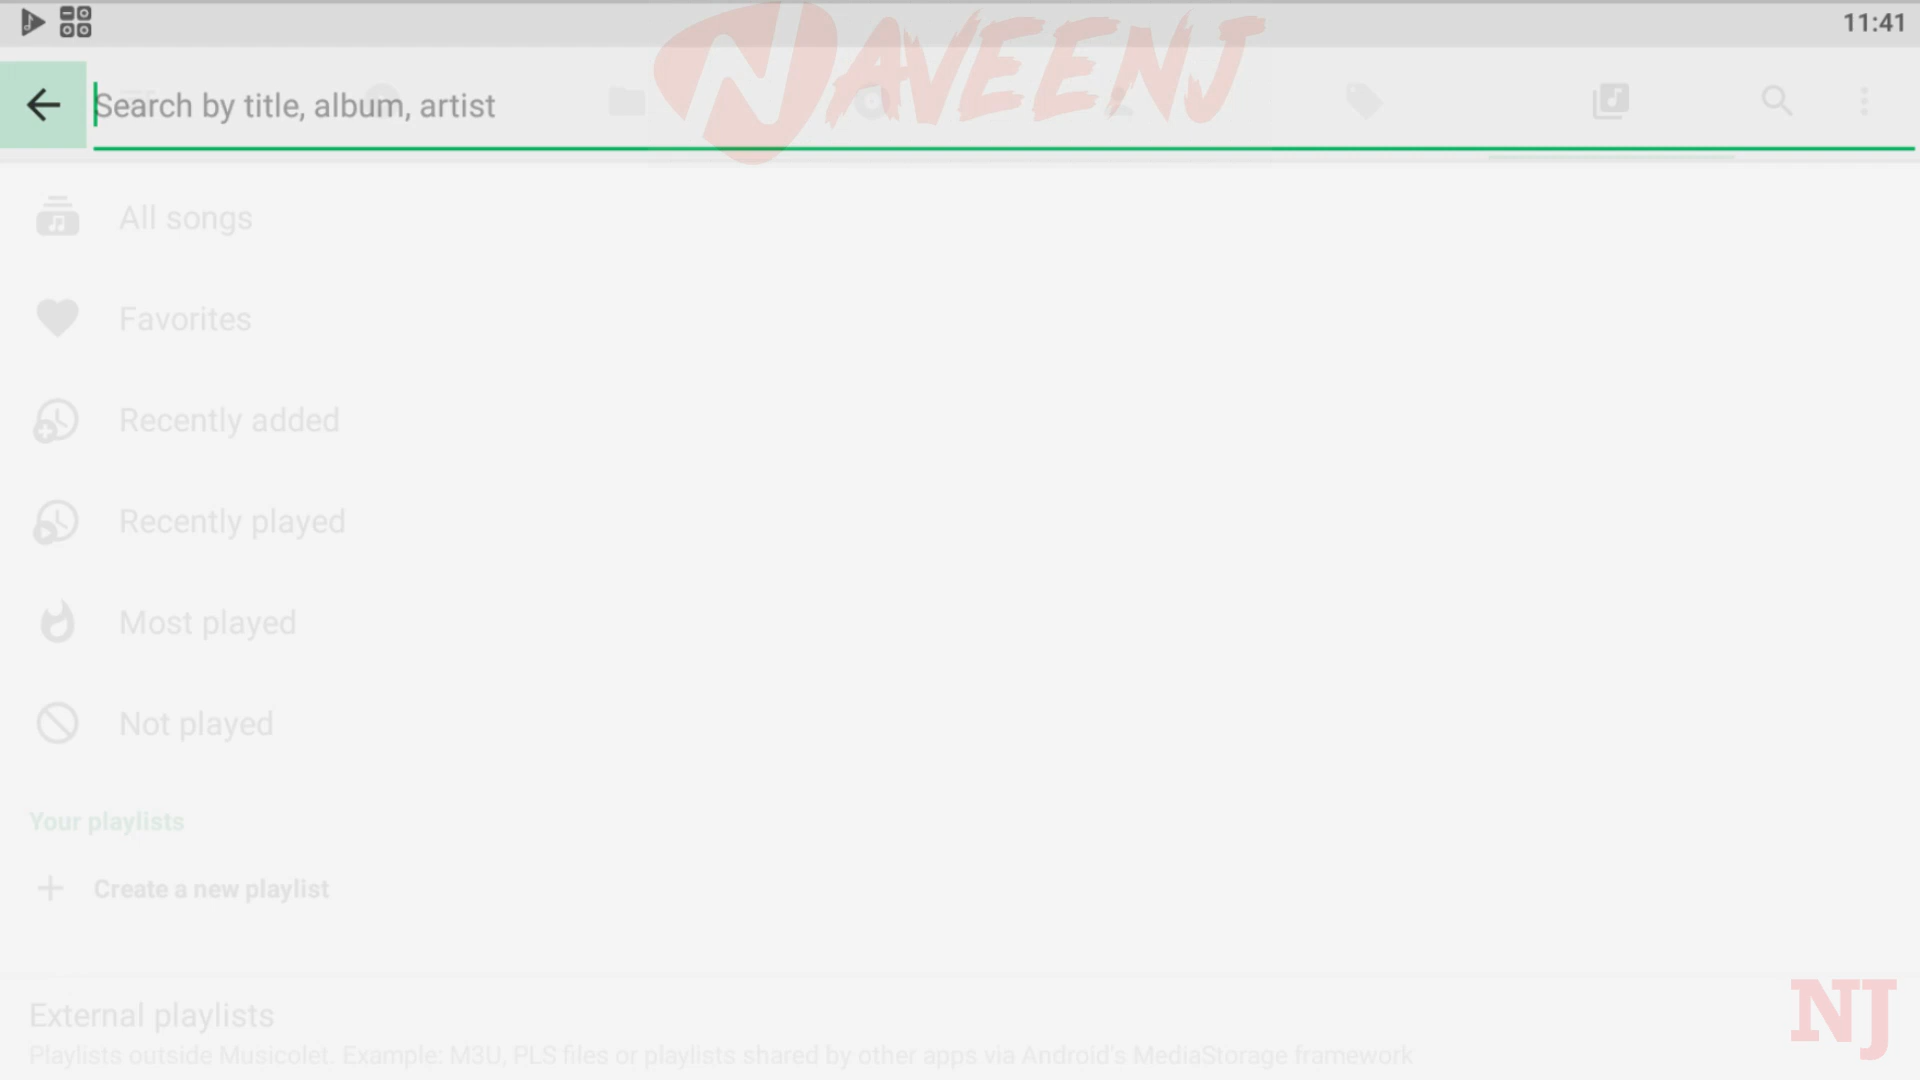 11:41
NAVEENJ
Search by title, album, artist
All songs
Favorites
Recently added
Recently played
Most played
Not played
Your playlists
Create a new playlist
External playlists
Playlists outside Musicolet. Example: M3U, PLS files or playlists shared by other apps via Android's MediaStorage framework
NJ